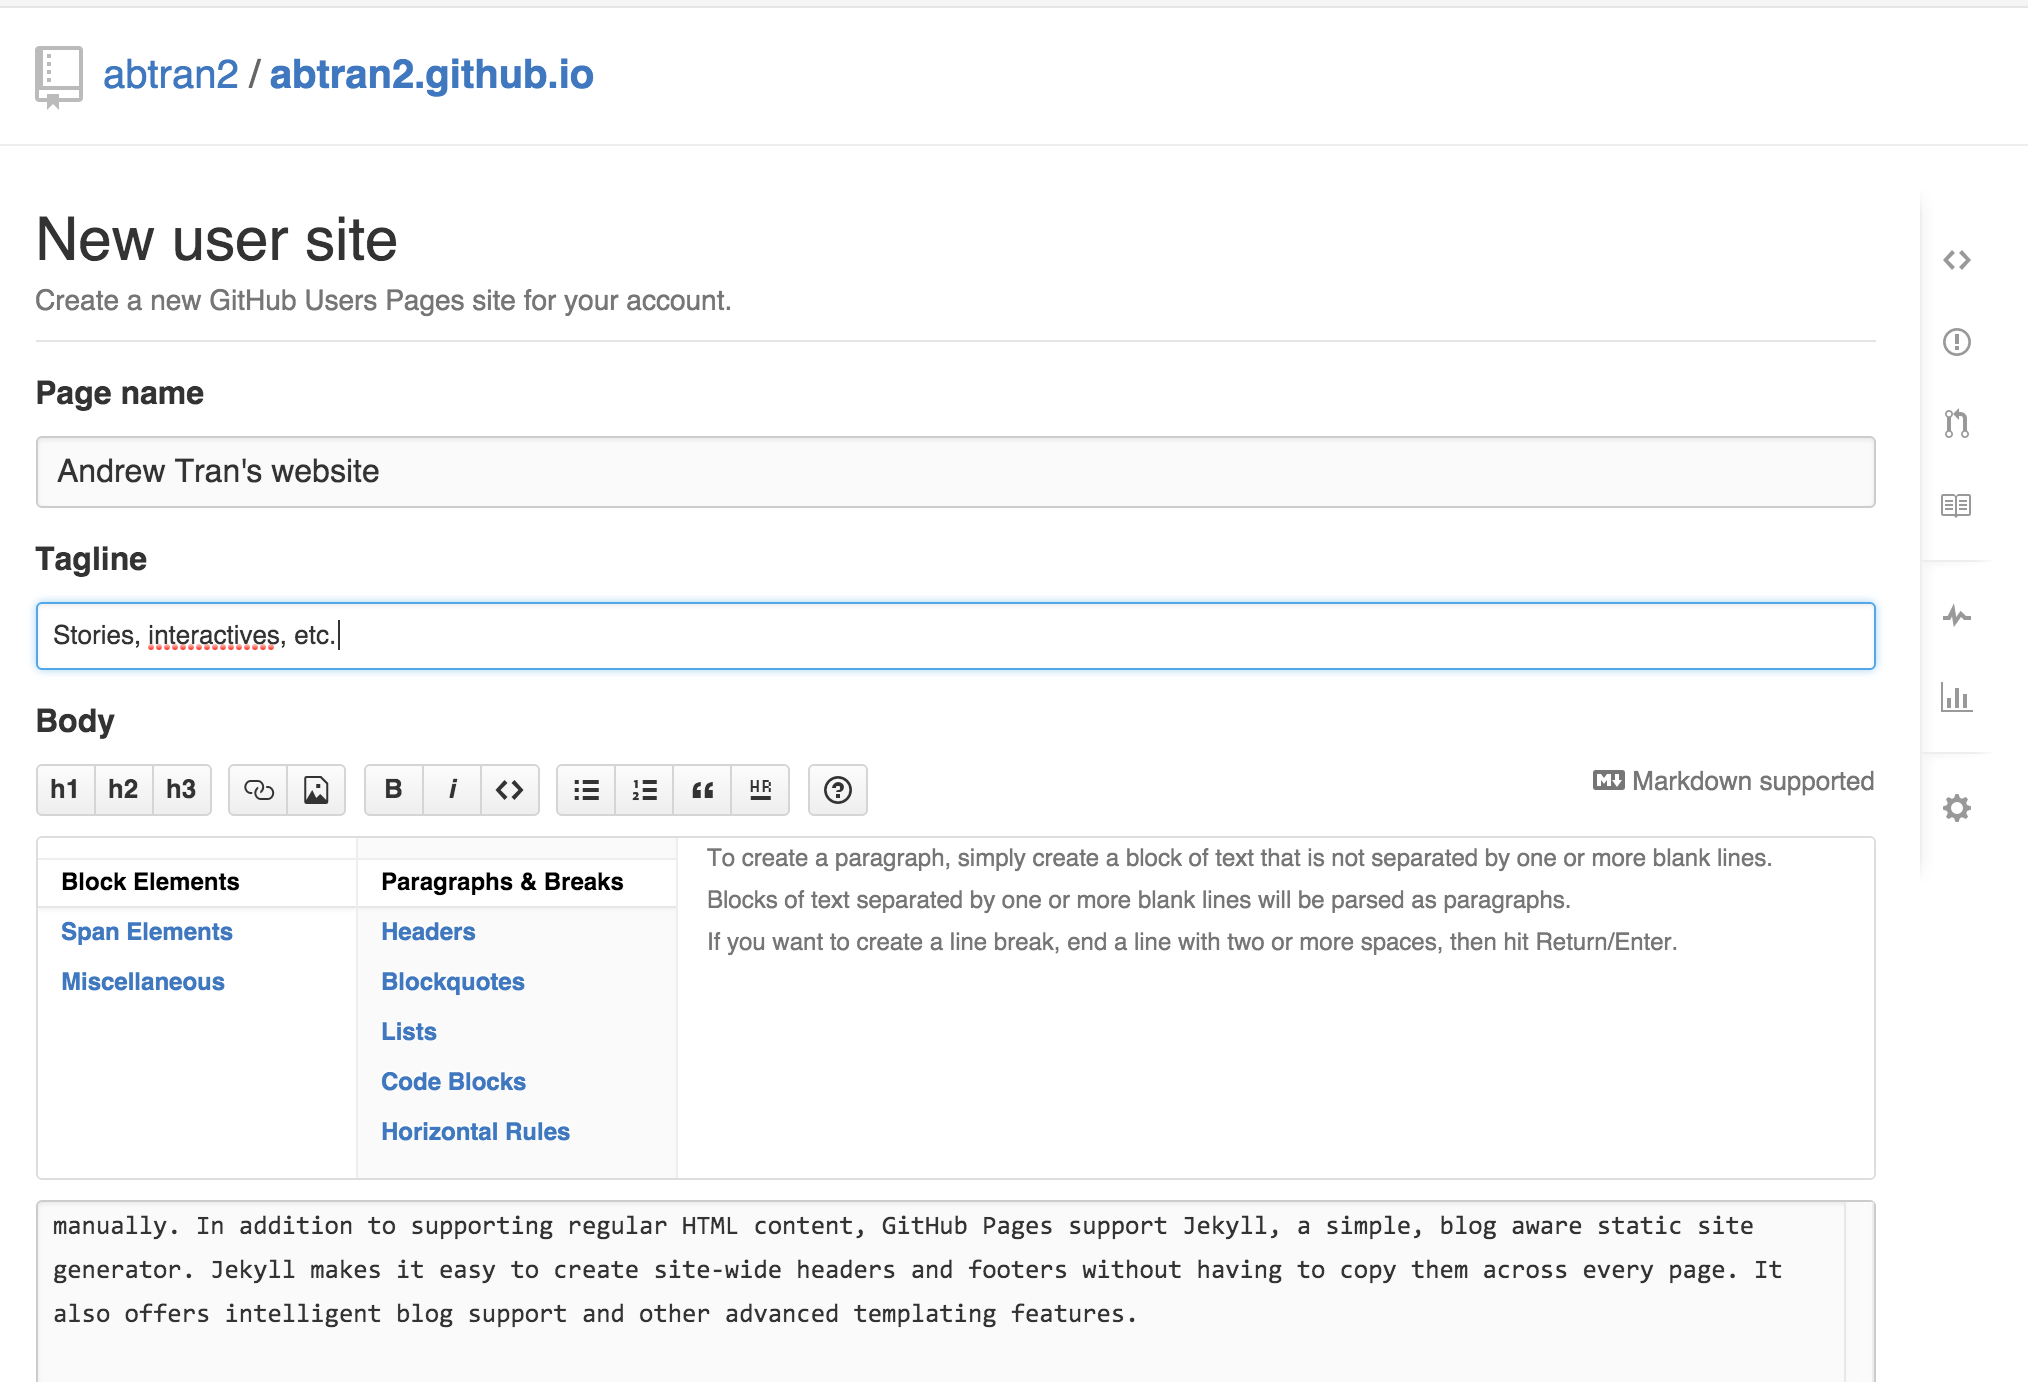 abtran2 / abtran2.github.io
New user site
Create a new GitHub Users Pages site for your account.
Page name
Andrew Tran's website
Tagline
Stories, interactives, etc.
Body
h1 h2 h3 B i <> 1 2 “ HR ? M↓ Markdown supported
Block Elements
Span Elements
Miscellaneous
Paragraphs & Breaks
Headers
Blockquotes
Lists
Code Blocks
Horizontal Rules
To create a paragraph, simply create a block of text that is not separated by one or more blank lines.
Blocks of text separated by one or more blank lines will be parsed as paragraphs.
If you want to create a line break, end a line with two or more spaces, then hit Return/Enter.
manually. In addition to supporting regular HTML content, GitHub Pages support Jekyll, a simple, blog aware static site
generator. Jekyll makes it easy to create site-wide headers and footers without having to copy them across every page. It
also offers intelligent blog support and other advanced templating features.